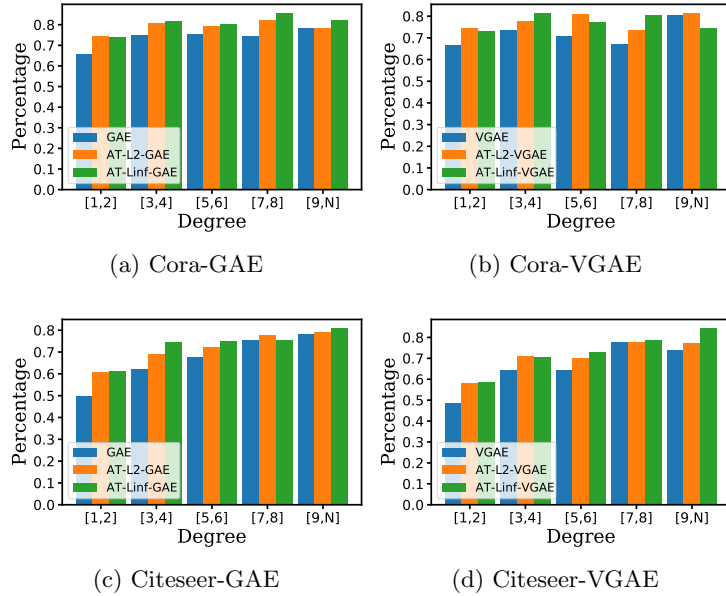 Percentage
0.8
0.7
0.6
0.5
0.4
0.3
0.2
0.1
0.0
GAE
AT-L2-GAE
AT-Linf-GAE
[1,2] [3,4] [5,6] [7,8] [9,N]
Degree
(a) Cora-GAE
Percentage
0.8
0.7
0.6
0.5
0.4
0.3
0.2
0.1
0.0
VGAE
AT-L2-VGAE
AT-Linf-VGAE
[1,2] [3,4] [5,6] [7,8] [9,N]
Degree
(b) Cora-VGAE
Percentage
0.8
0.7
0.6
0.5
0.4
0.3
0.2
0.1
0.0
GAE
AT-L2-GAE
AT-Linf-GAE
[1,2] [3,4] [5,6] [7,8] [9,N]
Degree
(c) Citeseer-GAE
Percentage
0.8
0.7
0.6
0.5
0.4
0.3
0.2
0.1
0.0
VGAE
AT-L2-VGAE
AT-Linf-VGAE
[1,2] [3,4] [5,6] [7,8] [9,N]
Degree
(d) Citeseer-VGAE